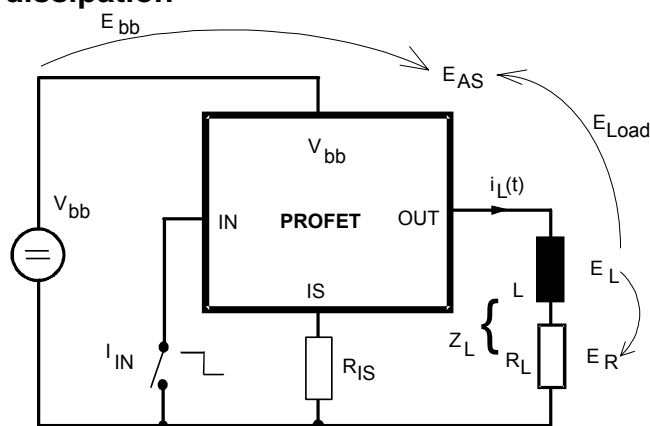 dissipation
E bb
E AS
E Load
V bb
V bb
i L(t)
IN
PROFET
OUT
IS
L
E L
Z L
{
R L
E R
I IN
R IS